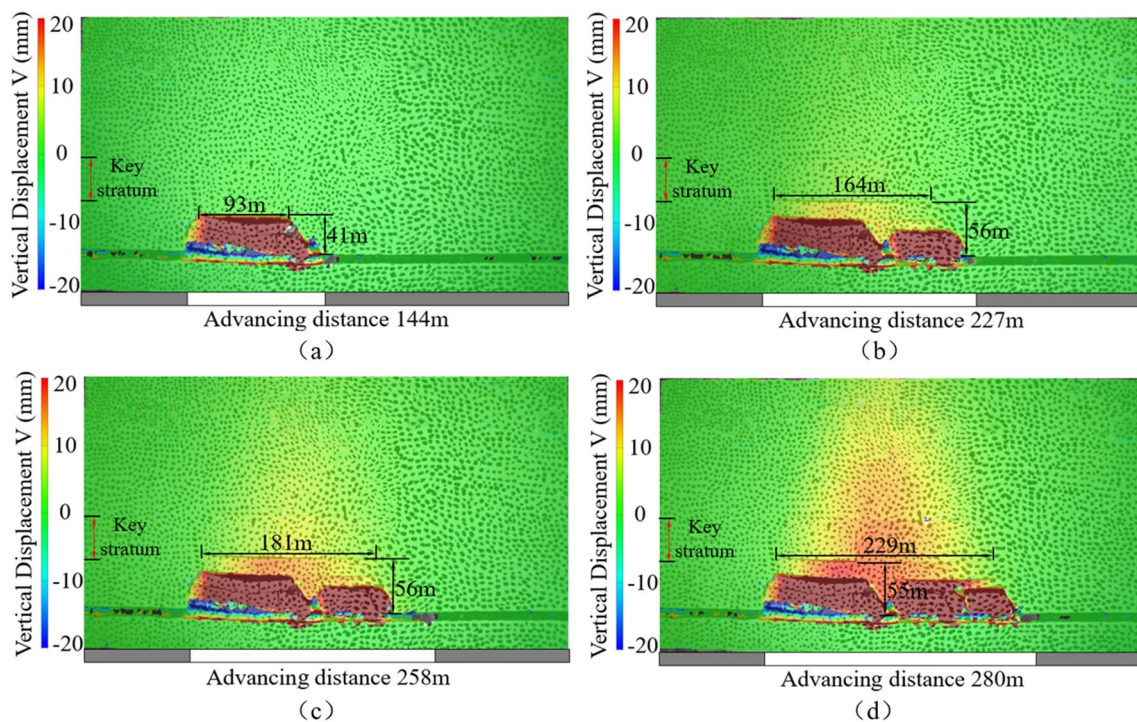 Vertical Displacement V (mm)
20
10
0
-10
-20
Key
stratum
93m
41m
Advancing distance 144m
（a）
Vertical Displacement V (mm)
20
10
0
-10
-20
Key
stratum
164m
56m
Advancing distance 227m
（b）
Vertical Displacement V (mm)
20
10
0
-10
-20
Key
stratum
181m
56m
Advancing distance 258m
（c）
Vertical Displacement V (mm)
20
10
0
-10
-20
Key
stratum
229m
55m
Advancing distance 280m
（d）